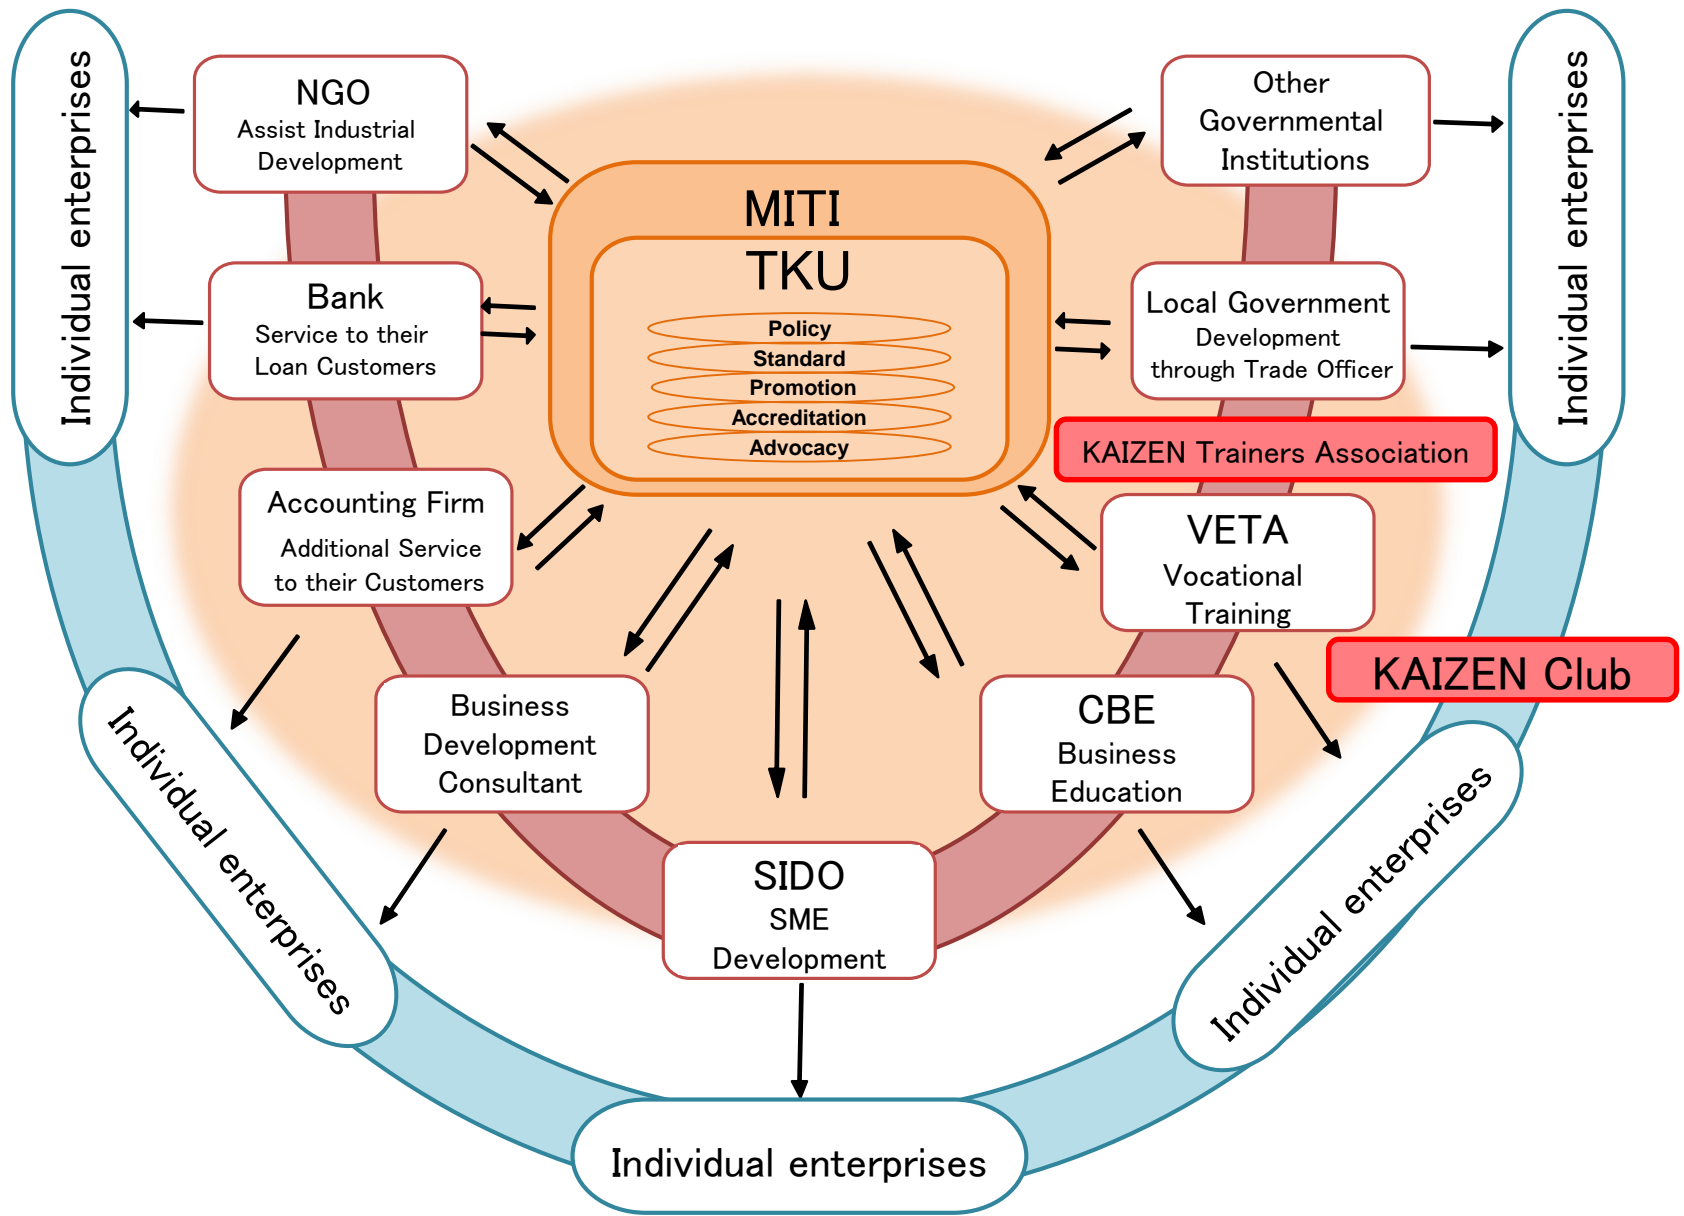 Individual enterprises
NGO
Assist Industrial
Development
Other
Governmental
Institutions
Individual enterprises
MITI
TKU
Policy
Standard
Promotion
Accreditation
Advocacy
Bank
Service to their
Loan Customers
Local Government
Development
through Trade Officer
KAIZEN Trainers Association
Accounting Firm
Additional Service
to their Customers
VETA
Vocational
Training
KAIZEN Club
Business
Development
Consultant
CBE
Business
Education
Individual enterprises
SIDO
SME
Development
Individual enterprises
Individual enterprises